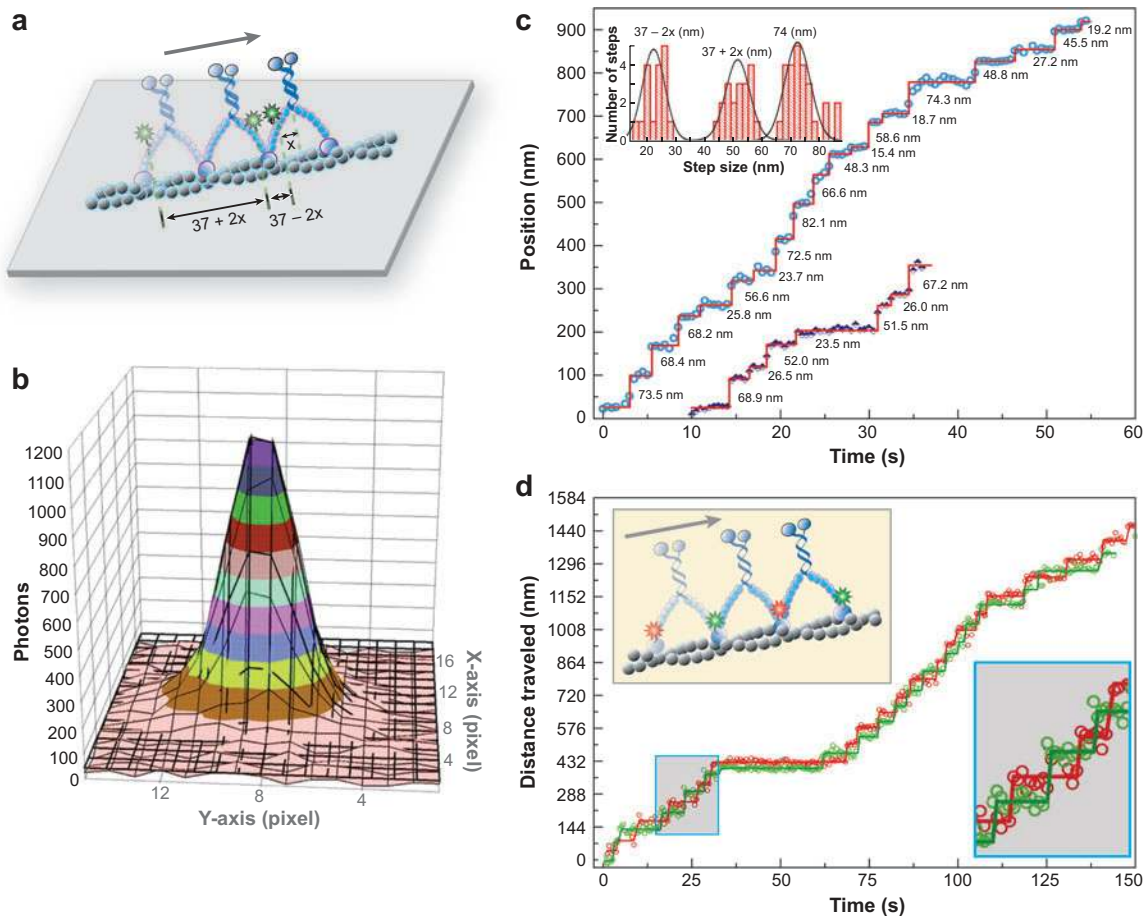 a
x
37 + 2x
37 – 2x
b
Photons
1200
1100
1000
900
800
700
600
500
400
300
200
100
0
12
8
4
Y-axis (pixel)
16
12
8
4
X-axis (pixel)
c
Position (nm)
900
800
700
600
500
400
300
200
100
0
0
10
20
30
40
50
60
Time (s)
37 – 2x (nm)
37 + 2x (nm)
74 (nm)
Number of steps
4
2
0
20
30
40
50
60
70
80
Step size (nm)
19.2 nm
45.5 nm
27.2 nm
48.8 nm
74.3 nm
18.7 nm
58.6 nm
15.4 nm
48.3 nm
66.6 nm
82.1 nm
72.5 nm
23.7 nm
56.6 nm
25.8 nm
68.2 nm
68.4 nm
73.5 nm
67.2 nm
26.0 nm
51.5 nm
23.5 nm
52.0 nm
26.5 nm
68.9 nm
d
Distance traveled (nm)
1584
1440
1296
1152
1008
864
720
576
432
288
144
0
0
25
50
75
100
125
150
Time (s)